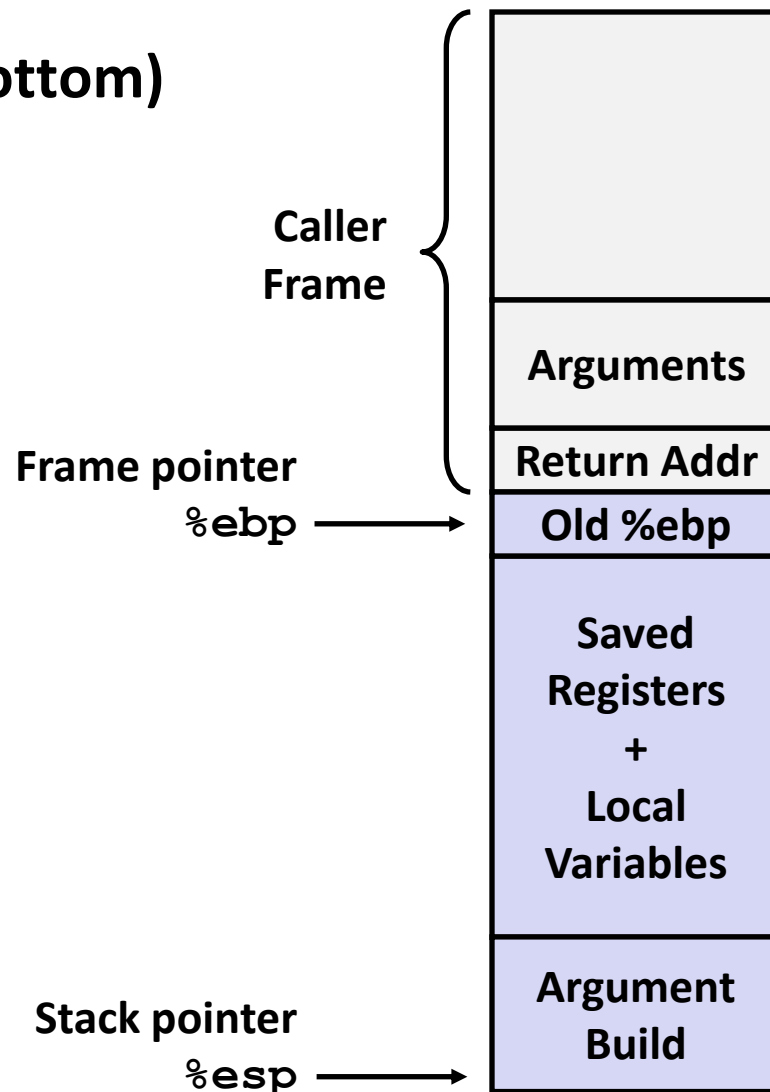 ottom)
Caller
Frame
Arguments
Frame pointer
%ebp
Return Addr
Old %ebp
Saved
Registers
+
Local
Variables
Stack pointer
%esp
Argument
Build